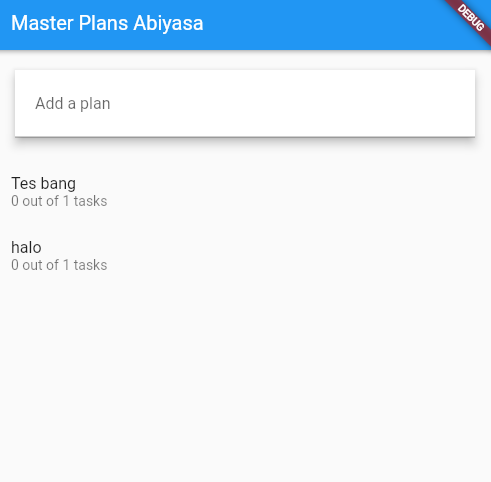 Master Plans Abiyasa
DEBUG
Add a plan
Tes bang
0 out of 1 tasks
halo
0 out of 1 tasks